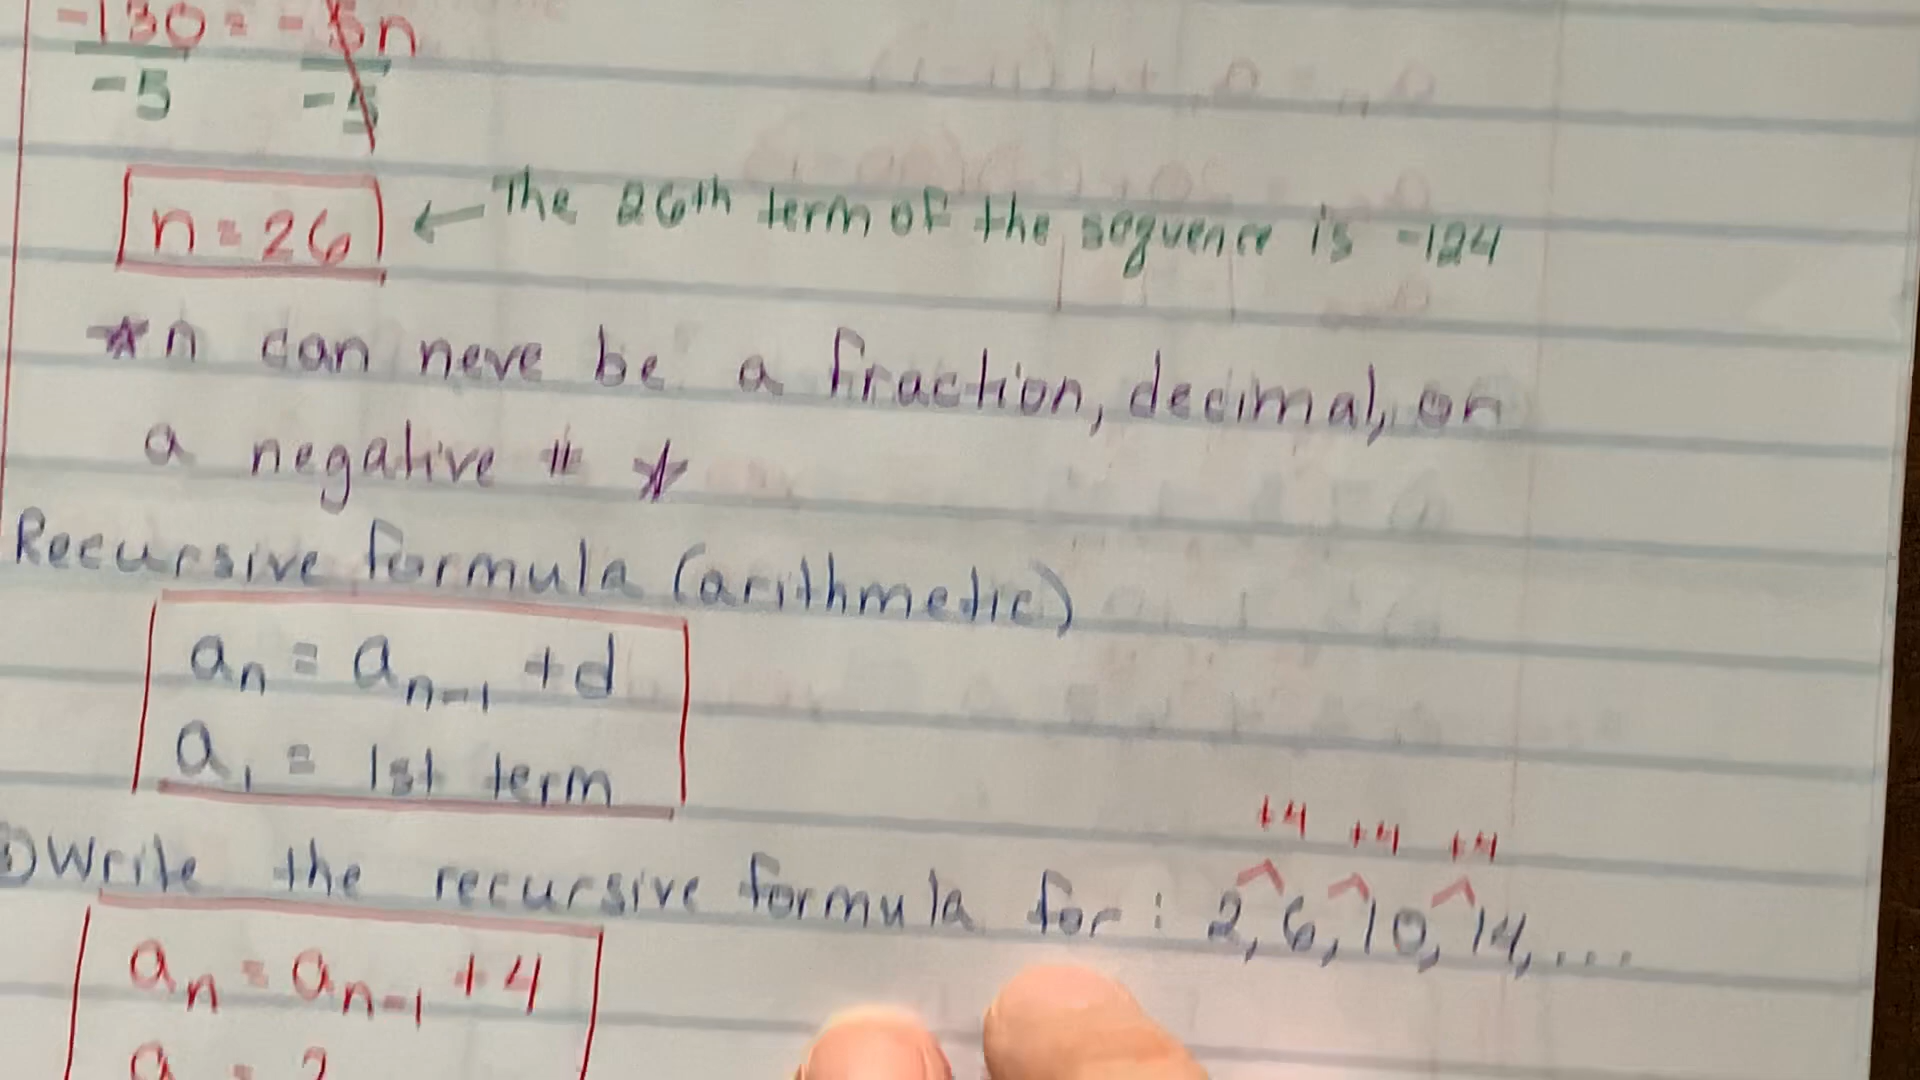 -130 = -5n
-5 -5
n = 26 ← The 26th term of the sequence is -124
*n can neve be a fraction, decimal, or
a negative # *
Recursive formula (arithmetic)
aₙ = aₙ₋₁ + d
a₁ = 1st term
+4 +4 +4
Write the recursive formula for: 2, 6, 10, 14, ...
aₙ = aₙ₋₁ + 4